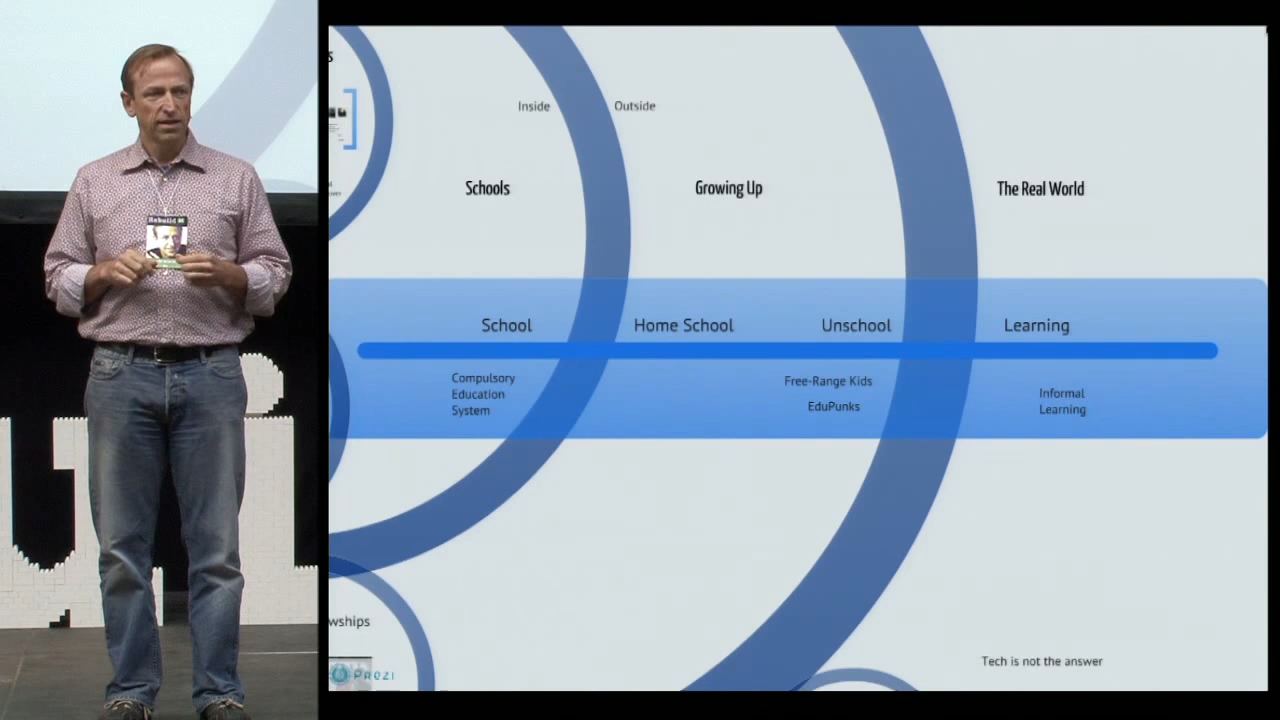 Rebuild
Inside
Outside
Schools
Growing Up
The Real World
School
Home School
Unschool
Learning
Compulsory
Education
System
Free-Range Kids
EduPunks
Informal
Learning
wships
Prezi
Tech is not the answer